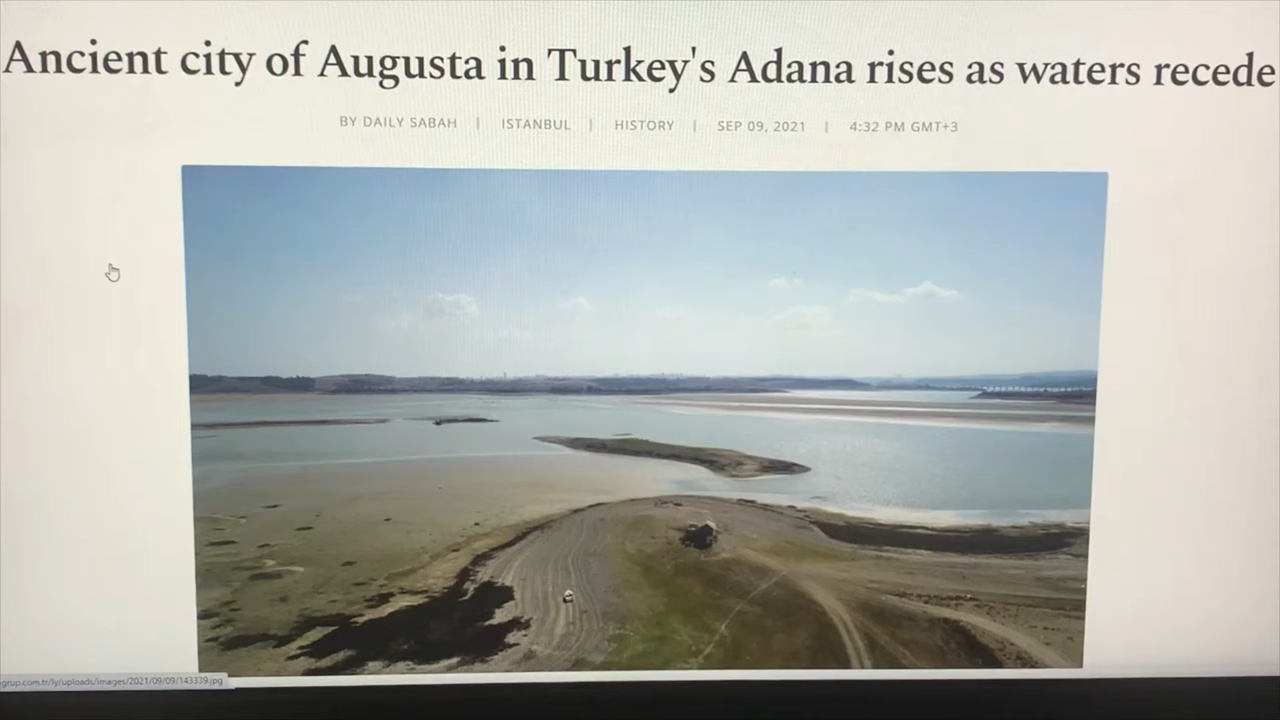 Ancient city of Augusta in Turkey's Adana rises as waters recede
BY DAILY SABAH | ISTANBUL | HISTORY | SEP 09, 2021 | 4:32 PM GMT+3
grup.com.tr/ly/uploads/images/2021/09/09/143339.jpg